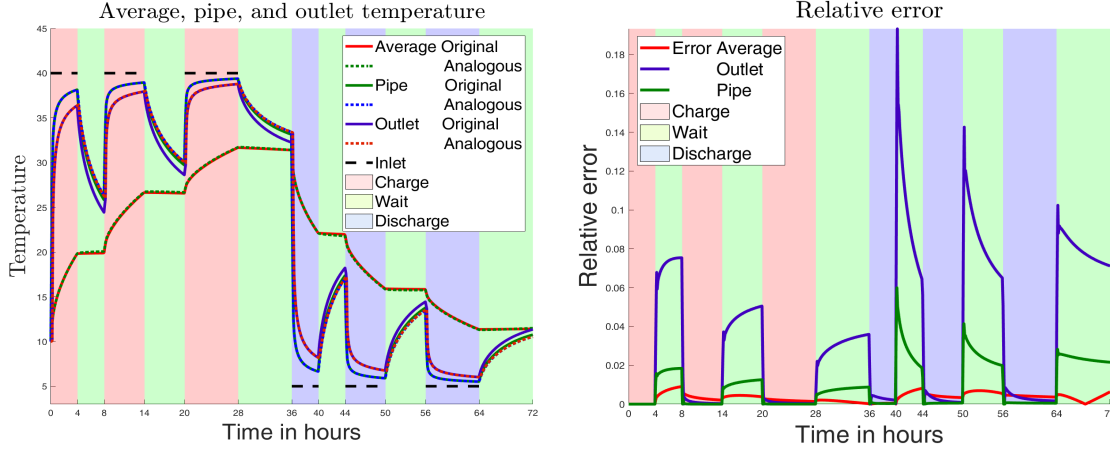 Average, pipe, and outlet temperature
45
40
35
30
25
20
15
10
5
Temperature
0 4 8 14 20 28 36 40 44 50 56 64 72
Time in hours
Average Original
Analogous
Pipe Original
Analogous
Outlet Original
Analogous
Inlet
Charge
Wait
Discharge
Relative error
0.18
0.16
0.14
0.12
0.1
0.08
0.06
0.04
0.02
0
Relative error
0 4 8 14 20 28 36 40 44 50 56 64
Time in hours
Error Average
Outlet
Pipe
Charge
Wait
Discharge